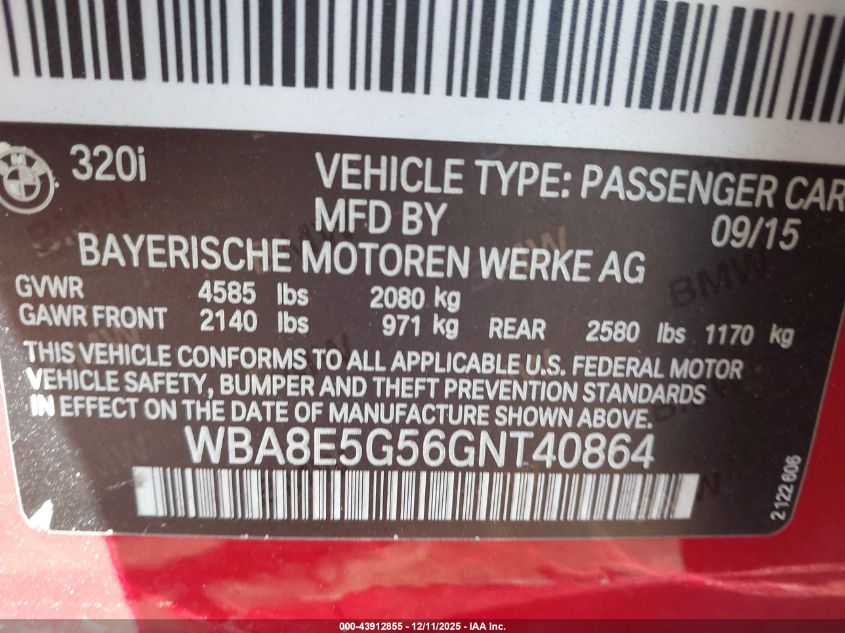 320i
VEHICLE TYPE: PASSENGER CAR
MFD BY
09/15
BAYERISCHE MOTOREN WERKE AG
GVWR 4585 lbs 2080 kg
GAWR FRONT 2140 lbs 971 kg REAR 2580 lbs 1170 kg
THIS VEHICLE CONFORMS TO ALL APPLICABLE U.S. FEDERAL MOTOR
VEHICLE SAFETY, BUMPER AND THEFT PREVENTION STANDARDS
IN EFFECT ON THE DATE OF MANUFACTURE SHOWN ABOVE.
WBA8E5G56GNT40864
2 122 606
000-43912855 - 12/11/2025 - IAA Inc.